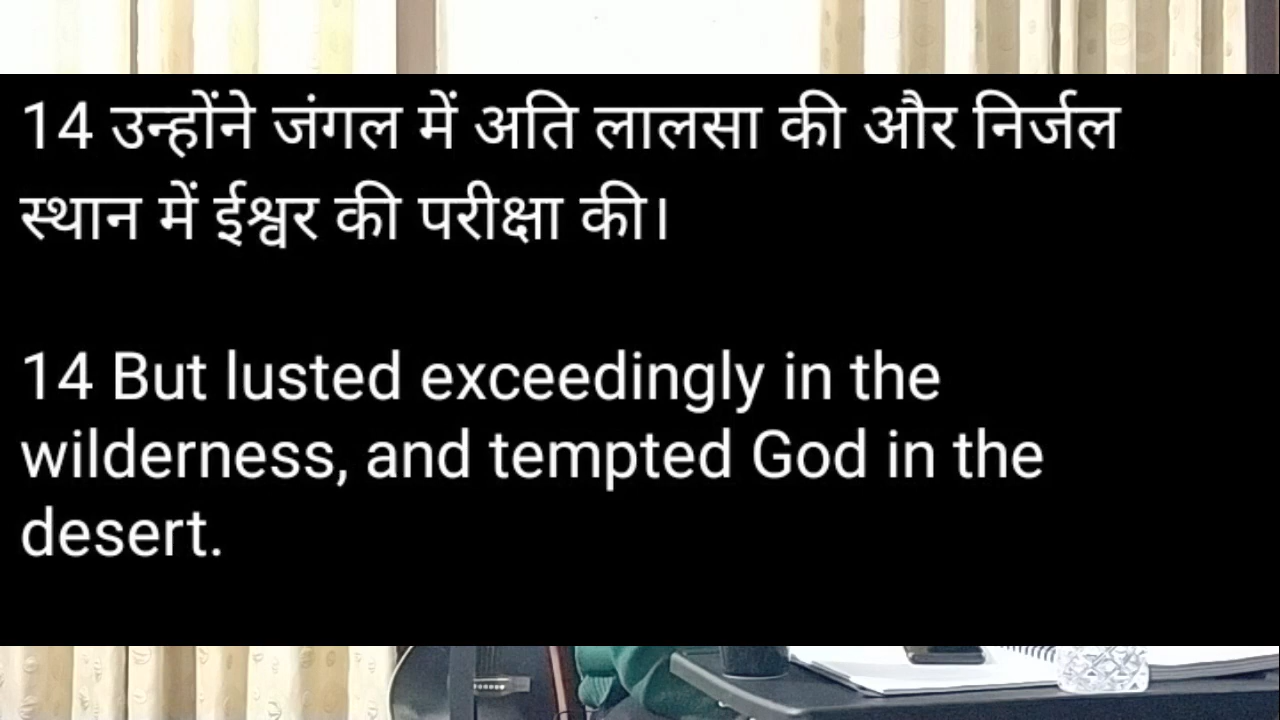 14 उन्होंने जंगल में अति लालसा की और निर्जल
स्थान में ईश्वर की परीक्षा की।
14 But lusted exceedingly in the
wilderness, and tempted God in the
desert.